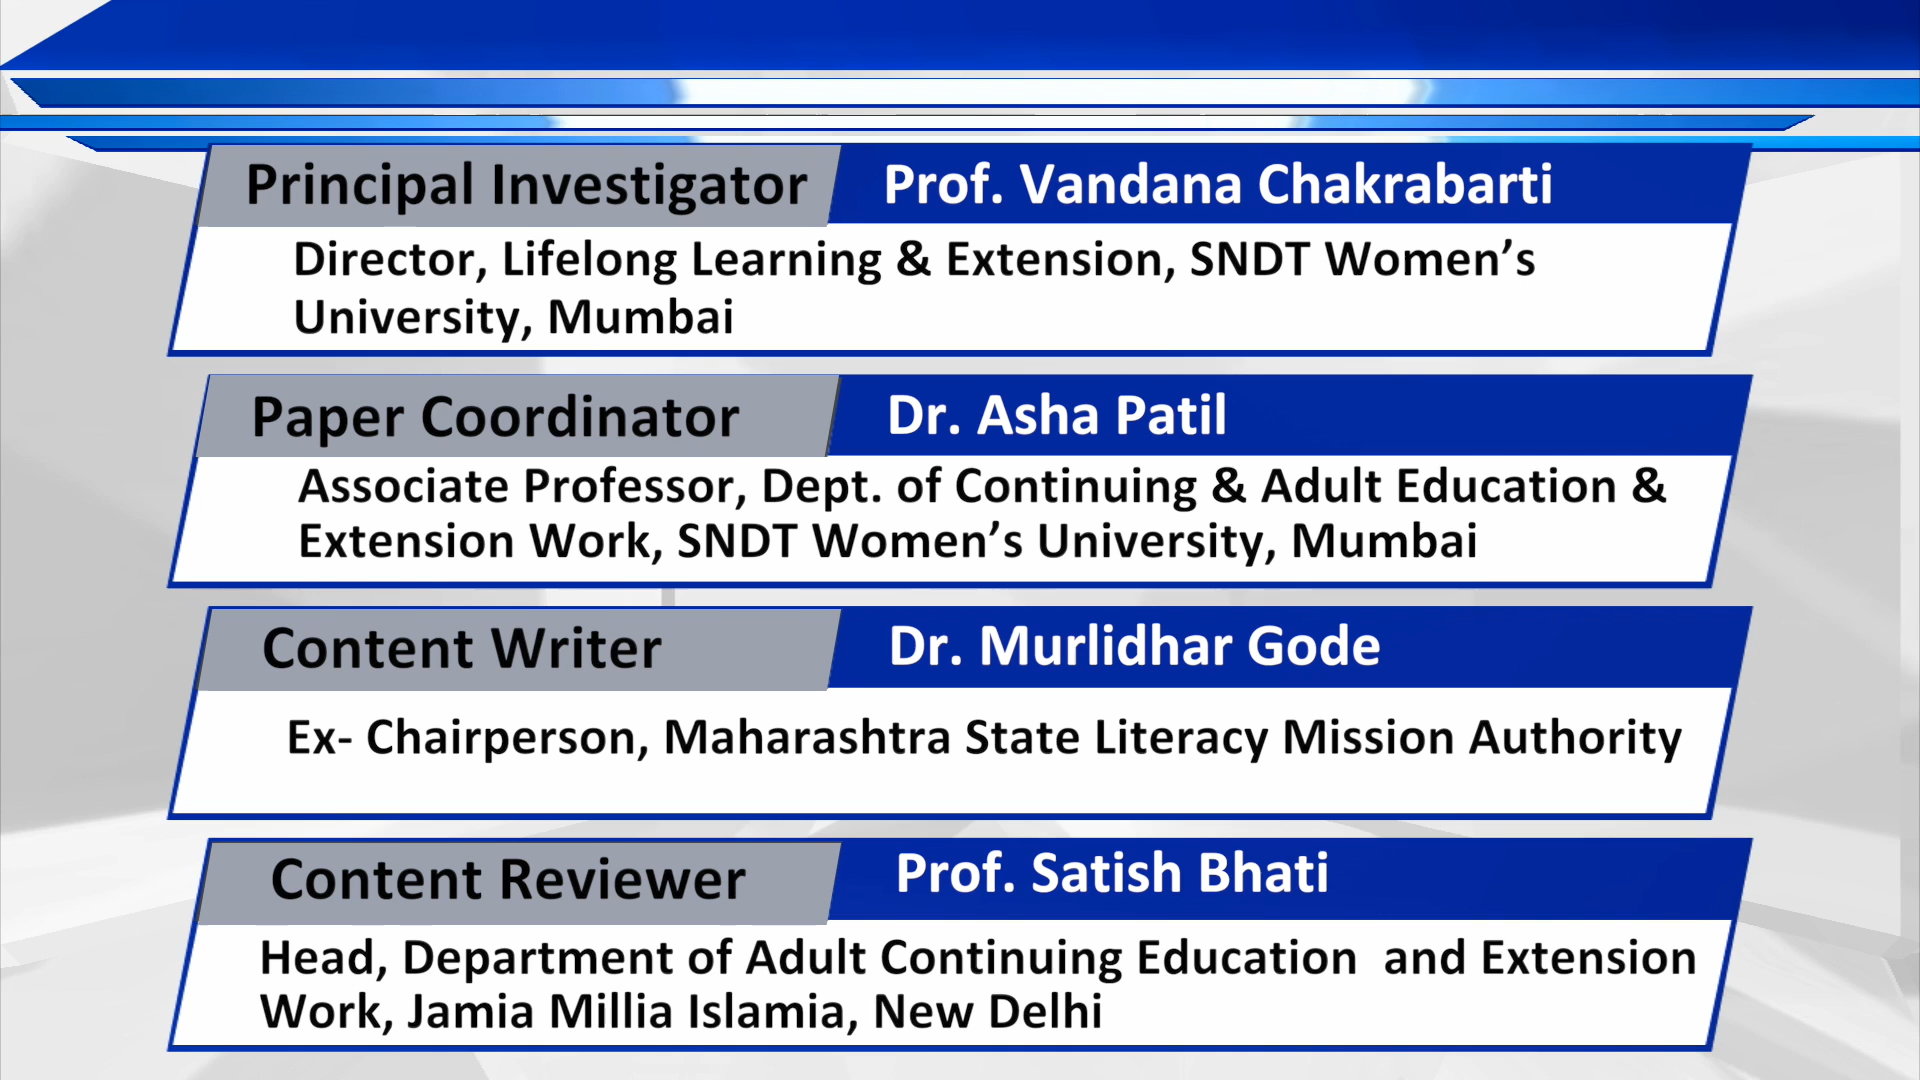 Principal Investigator Prof. Vandana Chakrabarti
Director, Lifelong Learning & Extension, SNDT Women’s
University, Mumbai
Paper Coordinator Dr. Asha Patil
Associate Professor, Dept. of Continuing & Adult Education &
Extension Work, SNDT Women’s University, Mumbai
Content Writer Dr. Murlidhar Gode
Ex- Chairperson, Maharashtra State Literacy Mission Authority
Content Reviewer Prof. Satish Bhati
Head, Department of Adult Continuing Education  and Extension
Work, Jamia Millia Islamia, New Delhi